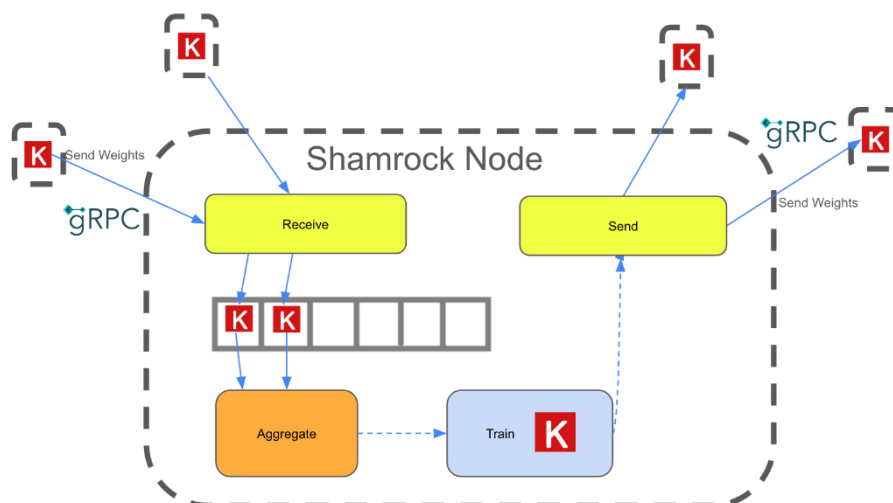 K
K
K
gRPC
K
Send Weights
Shamrock Node
gRPC
Send Weights
Receive
Send
K
K
Aggregate
Train
K